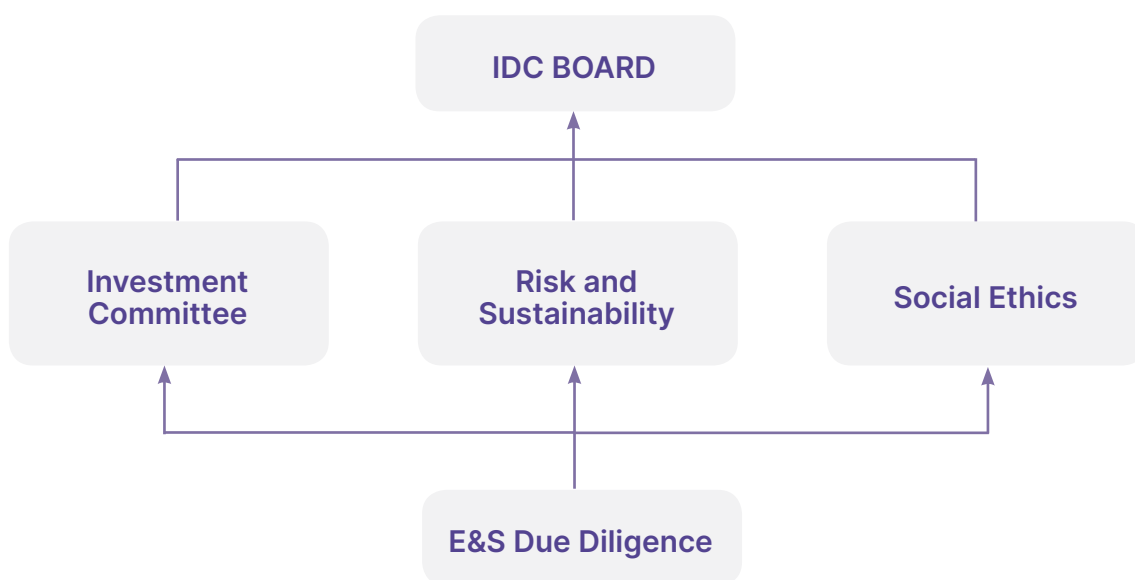 IDC BOARD
Investment
Committee
Risk and
Sustainability
Social Ethics
E&S Due Diligence